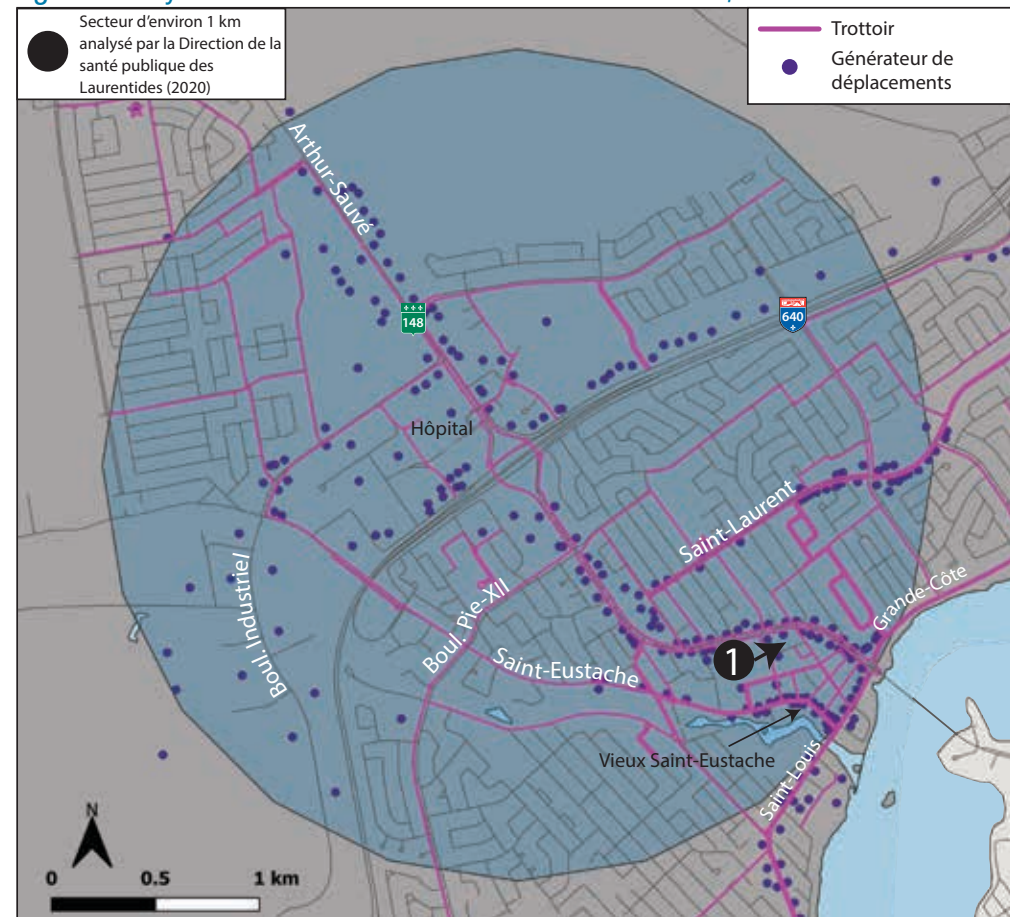 Secteur d'environ 1 km
analysé par la Direction de la
santé publique des
Laurentides (2020)
Trottoir
Générateur de
déplacements
Arthur-Sauvé
148
640
Hôpital
Saint-Laurent
Grande-Côte
Boul. Industriel
Boul. Pie-XII
Saint-Eustache
1
Vieux Saint-Eustache
Saint-Louis
N
0 0.5 1 km